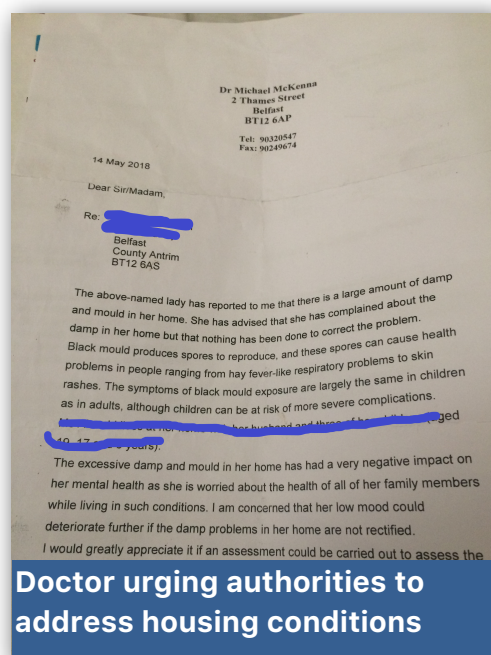 Dr Michael McKenna
2 Thames Street
Belfast
BT12 6AP
Tel: 90320547
Fax: 90249674
14 May 2018
Dear Sir/Madam,
Re:
Belfast
County Antrim
BT12 6AS
The above-named lady has reported to me that there is a large amount of damp
and mould in her home. She has advised that she has complained about the
damp in her home but that nothing has been done to correct the problem.
Black mould produces spores to reproduce, and these spores can cause health
problems in people ranging from hay fever-like respiratory problems to skin
rashes. The symptoms of black mould exposure are largely the same in children
as in adults, although children can be at risk of more severe complications.
The excessive damp and mould in her home has had a very negative impact on
her mental health as she is worried about the health of all of her family members
while living in such conditions. I am concerned that her low mood could
deteriorate further if the damp problems in her home are not rectified.
I would greatly appreciate it if an assessment could be carried out to assess the
Doctor urging authorities to
address housing conditions